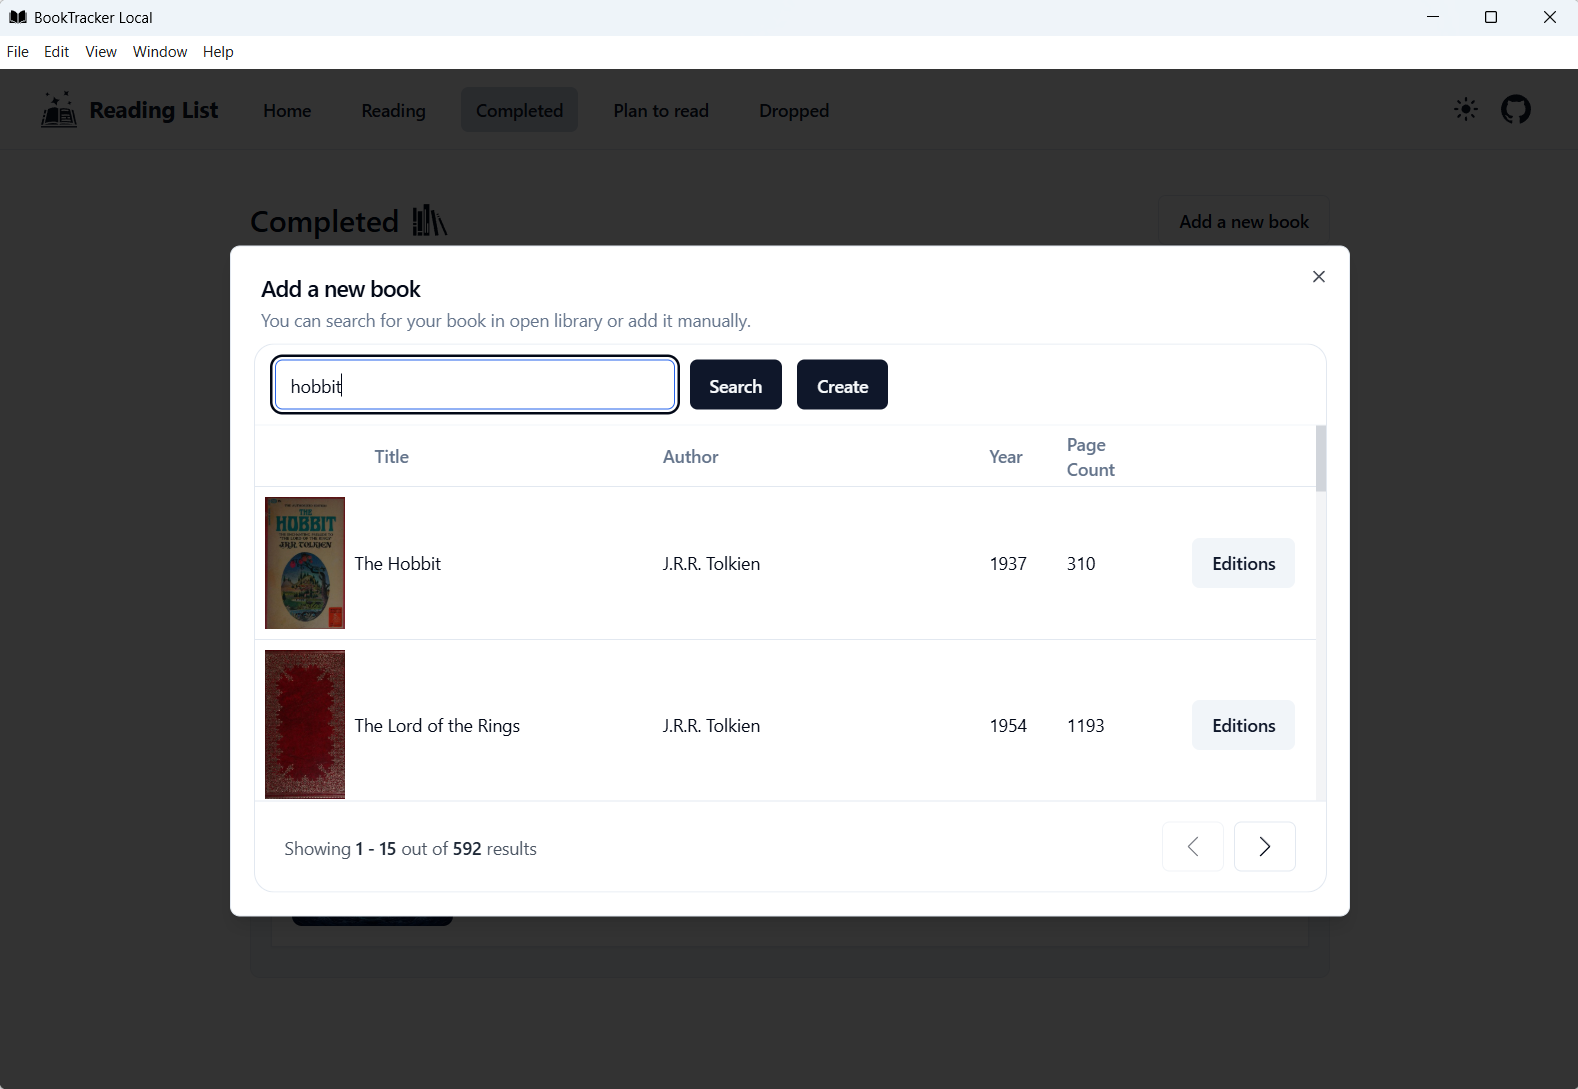 BookTracker Local
File Edit View Window Help
Reading List Home Reading Completed Plan to read Dropped
Completed Add a new book
Add a new book
You can search for your book in open library or add it manually.
hobbit Search Create
Title Author Year Page Count
THE
HOBBIT
J.R.R. TOLKIEN
The Hobbit J.R.R. Tolkien 1937 310 Editions
The Lord of the Rings J.R.R. Tolkien 1954 1193 Editions
Showing 1 - 15 out of 592 results